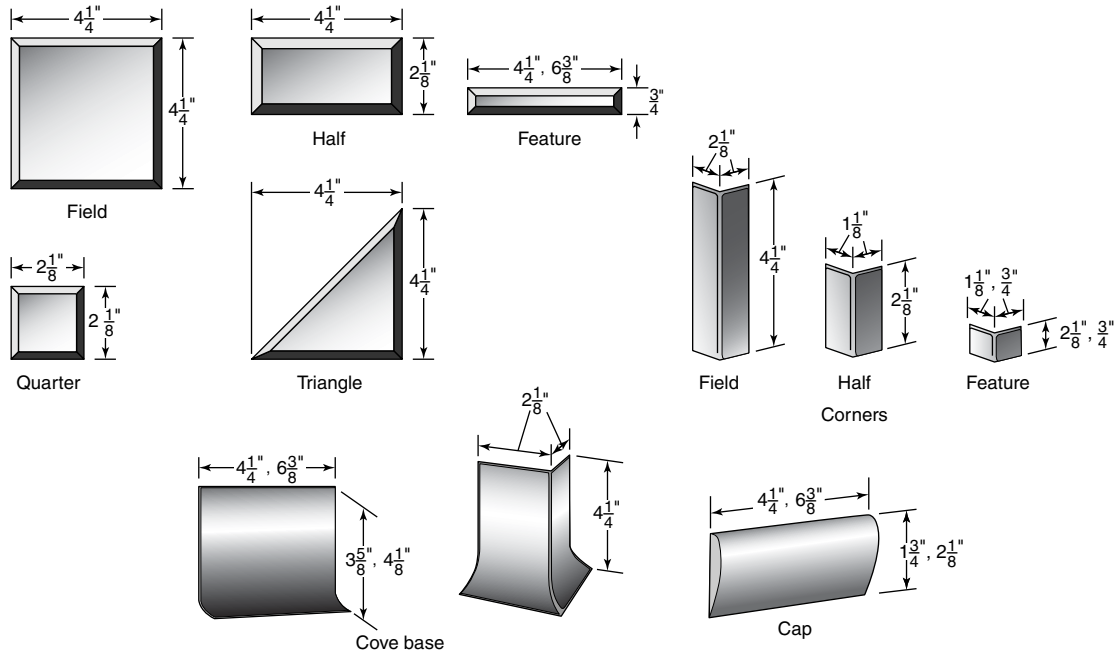 4 1/4"
4 1/4"
Field
4 1/4"
2 1/8"
Half
4 1/4", 6 3/8"
3/4"
Feature
2 1/8"
2 1/8"
Quarter
4 1/4"
4 1/4"
Triangle
2 1/8"
4 1/4"
Field
1 1/8"
2 1/8"
Half
1 1/8", 3/4"
2 1/8", 3/4"
Feature
Corners
4 1/4", 6 3/8"
3 5/8", 4 1/8"
Cove base
2 1/8"
4 1/4"
4 1/4", 6 3/8"
1 3/4", 2 1/8"
Cap